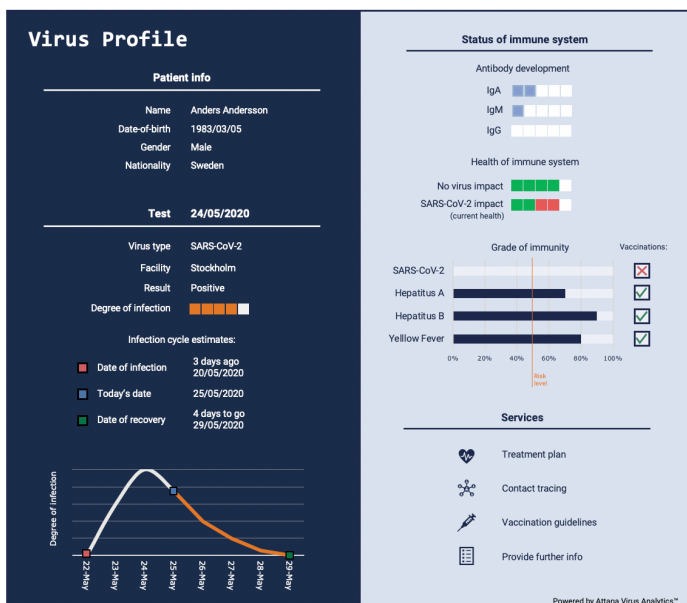 Virus Profile
Patient info
Name Anders Andersson
Date-of-birth 1983/03/05
Gender Male
Nationality Sweden
Test 24/05/2020
Virus type SARS-CoV-2
Facility Stockholm
Result Positive
Degree of infection
Infection cycle estimates:
Date of infection 3 days ago
20/05/2020
Today's date 25/05/2020
Date of recovery 4 days to go
29/05/2020
Degree of infection
22-May
23-May
24-May
25-May
26-May
27-May
28-May
29-May
Status of immune system
Antibody development
IgA
IgM
IgG
Health of immune system
No virus impact
SARS-CoV-2 impact
(current health)
Grade of immunity Vaccinations:
SARS-CoV-2
Hepatitus A
Hepatitus B
Yelllow Fever
0% 20% 40% 60% 80% 100%
Risk
level
Services
Treatment plan
Contact tracing
Vaccination guidelines
Provide further info
Powered by Attana Virus Analytics™